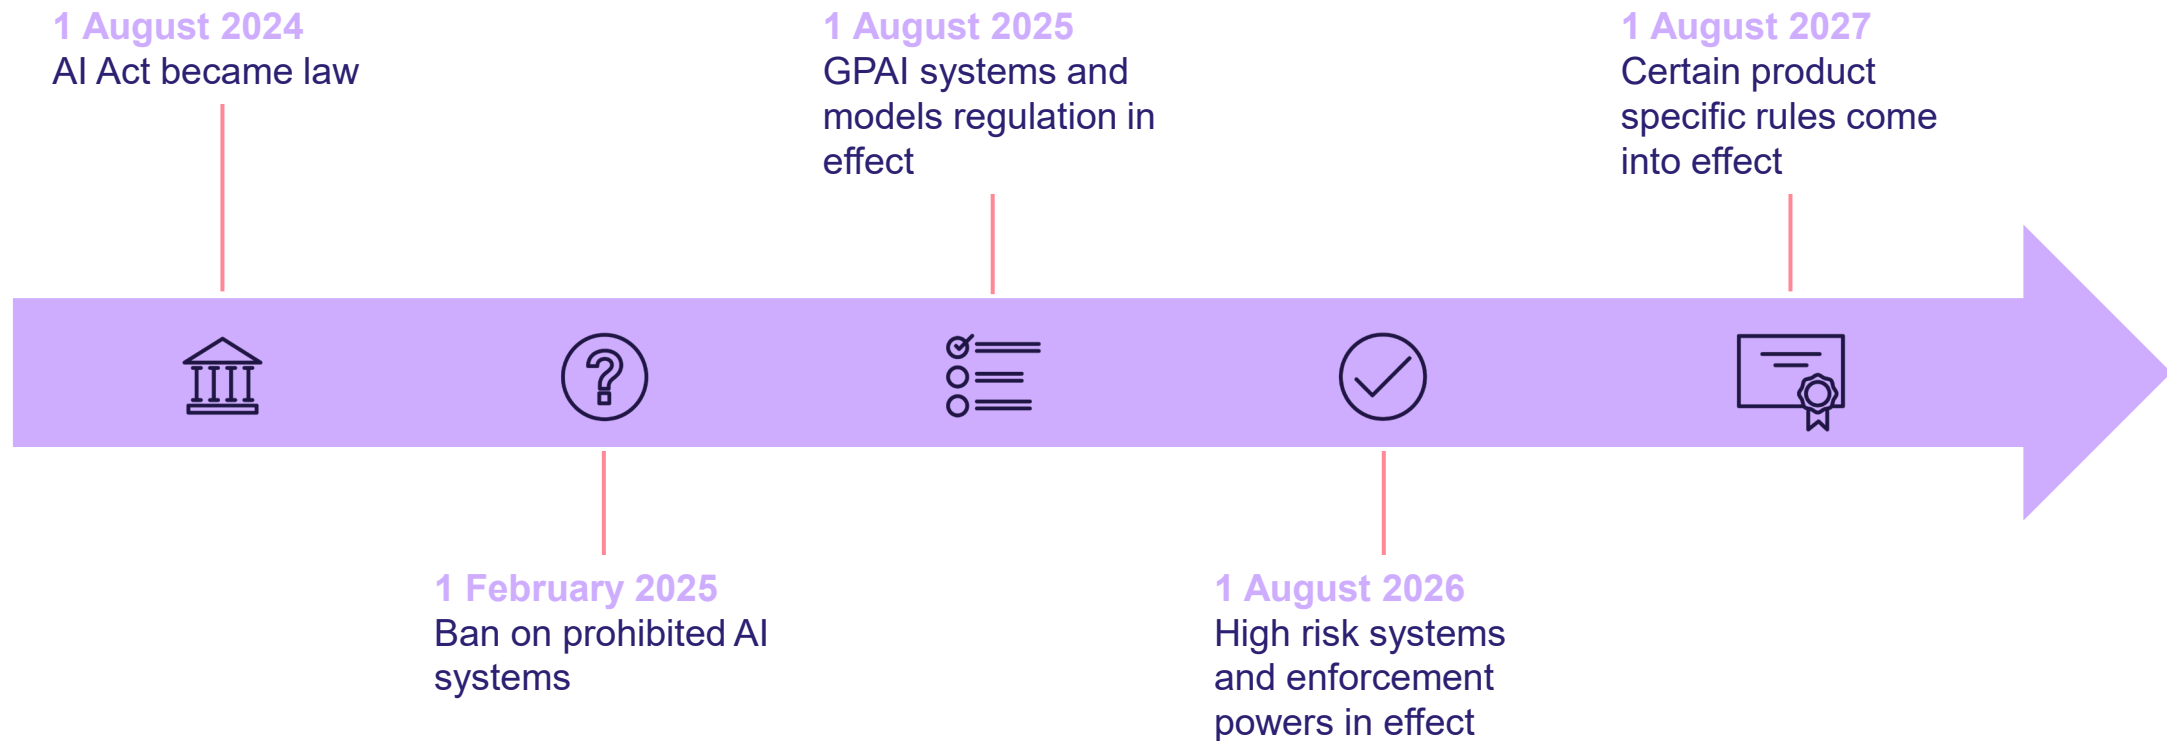 1 August 2024
AI Act became law
1 February 2025
Ban on prohibited AI
systems
1 August 2025
GPAI systems and
models regulation in
effect
1 August 2026
High risk systems
and enforcement
powers in effect
1 August 2027
Certain product
specific rules come
into effect